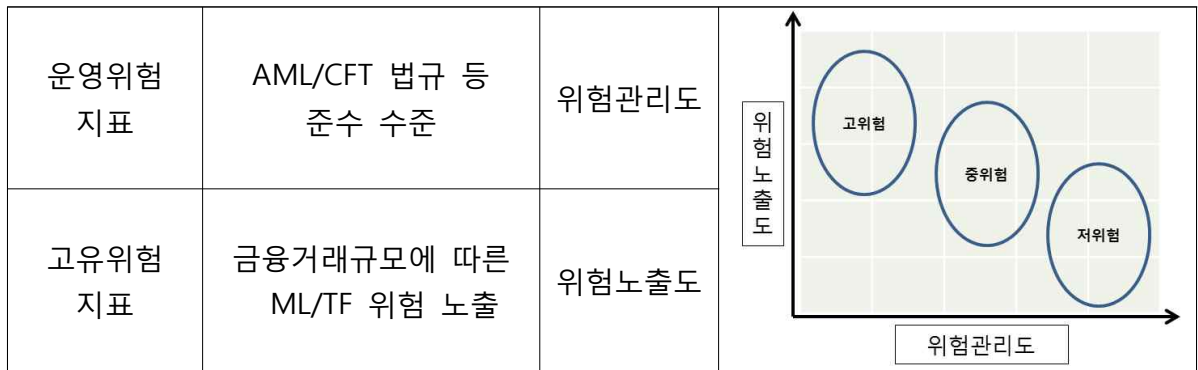 운영위험
지표
AML/CFT 법규 등
준수 수준
위험관리도
고유위험
지표
금융거래규모에 따른
ML/TF 위험 노출
위험노출도
위험노출도
고위험
중위험
저위험
위험관리도